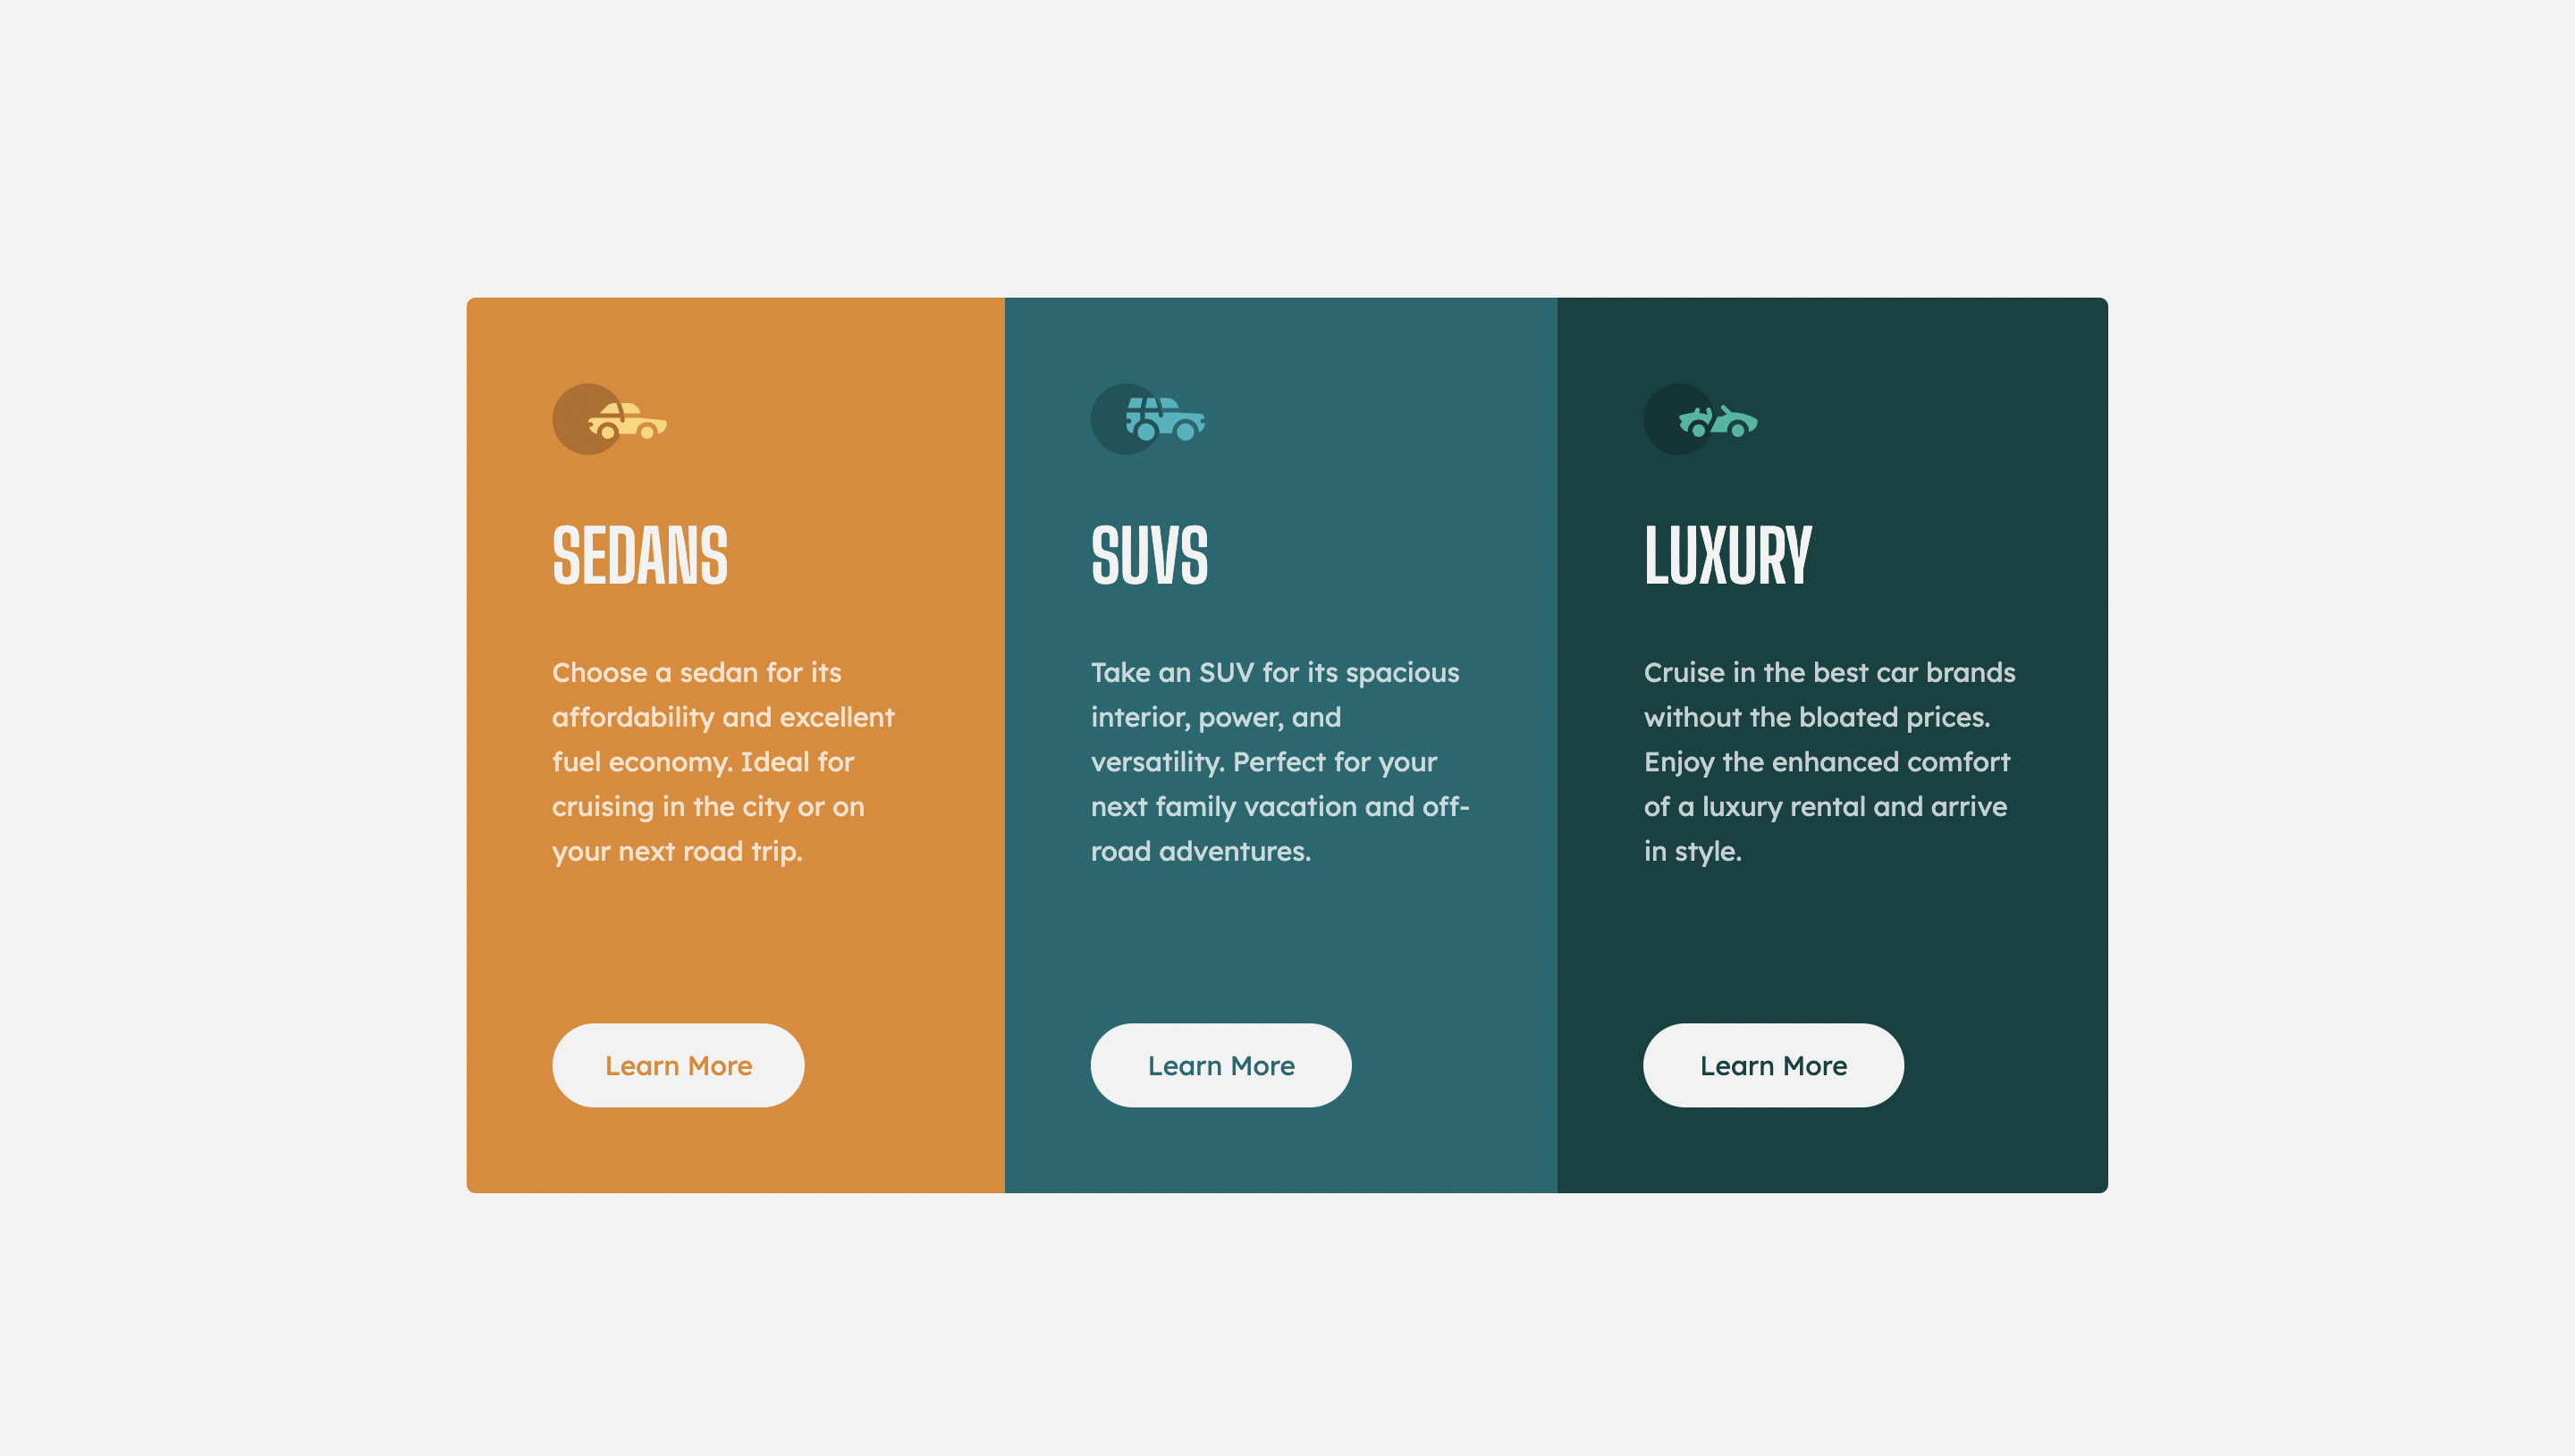 SEDANS
Choose a sedan for its
affordability and excellent
fuel economy. Ideal for
cruising in the city or on
your next road trip.
Learn More
SUVS
Take an SUV for its spacious
interior, power, and
versatility. Perfect for your
next family vacation and off-
road adventures.
Learn More
LUXURY
Cruise in the best car brands
without the bloated prices.
Enjoy the enhanced comfort
of a luxury rental and arrive
in style.
Learn More